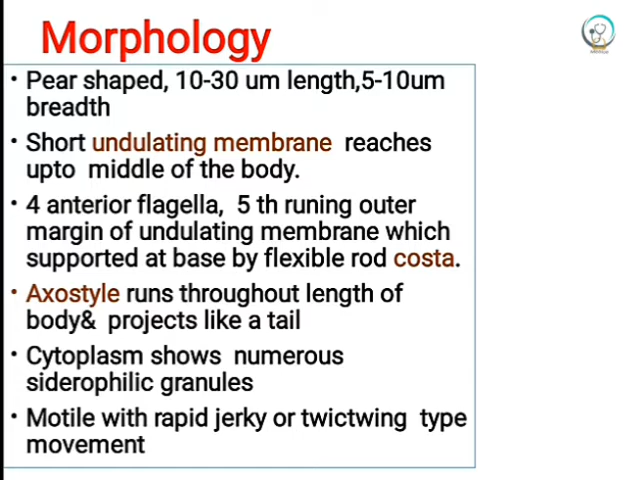 Morphology
• Pear shaped, 10-30 um length,5-10um
breadth
• Short undulating membrane reaches
upto middle of the body.
• 4 anterior flagella, 5 th runing outer
margin of undulating membrane which
supported at base by flexible rod costa.
• Axostyle runs throughout length of
body& projects like a tail
• Cytoplasm shows numerous
siderophilic granules
• Motile with rapid jerky or twictwing type
movement